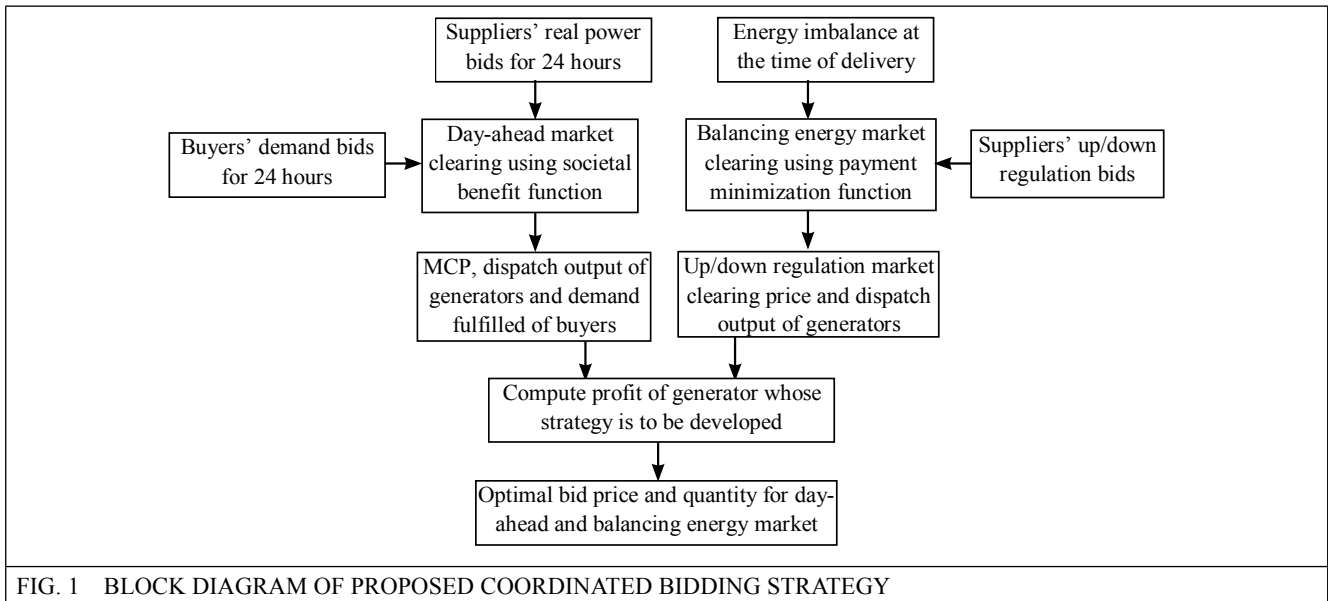 Suppliers’ real power
bids for 24 hours
Energy imbalance at
the time of delivery
Buyers’ demand bids
for 24 hours
Day-ahead market
clearing using societal
benefit function
Balancing energy market
clearing using payment
minimization function
Suppliers’ up/down
regulation bids
MCP, dispatch output of
generators and demand
fulfilled of buyers
Up/down regulation market
clearing price and dispatch
output of generators
Compute profit of generator whose
strategy is to be developed
Optimal bid price and quantity for day-
ahead and balancing energy market
FIG. 1 BLOCK DIAGRAM OF PROPOSED COORDINATED BIDDING STRATEGY